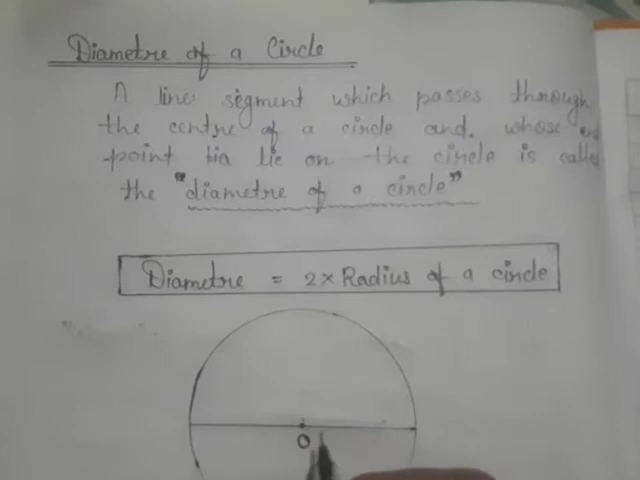 Diametre of a Circle
A line segment which passes through
the centre of a circle and. whose end
point lie on the circle is called
the "diametre of a circle"
Diametre = 2 × Radius of a circle
O